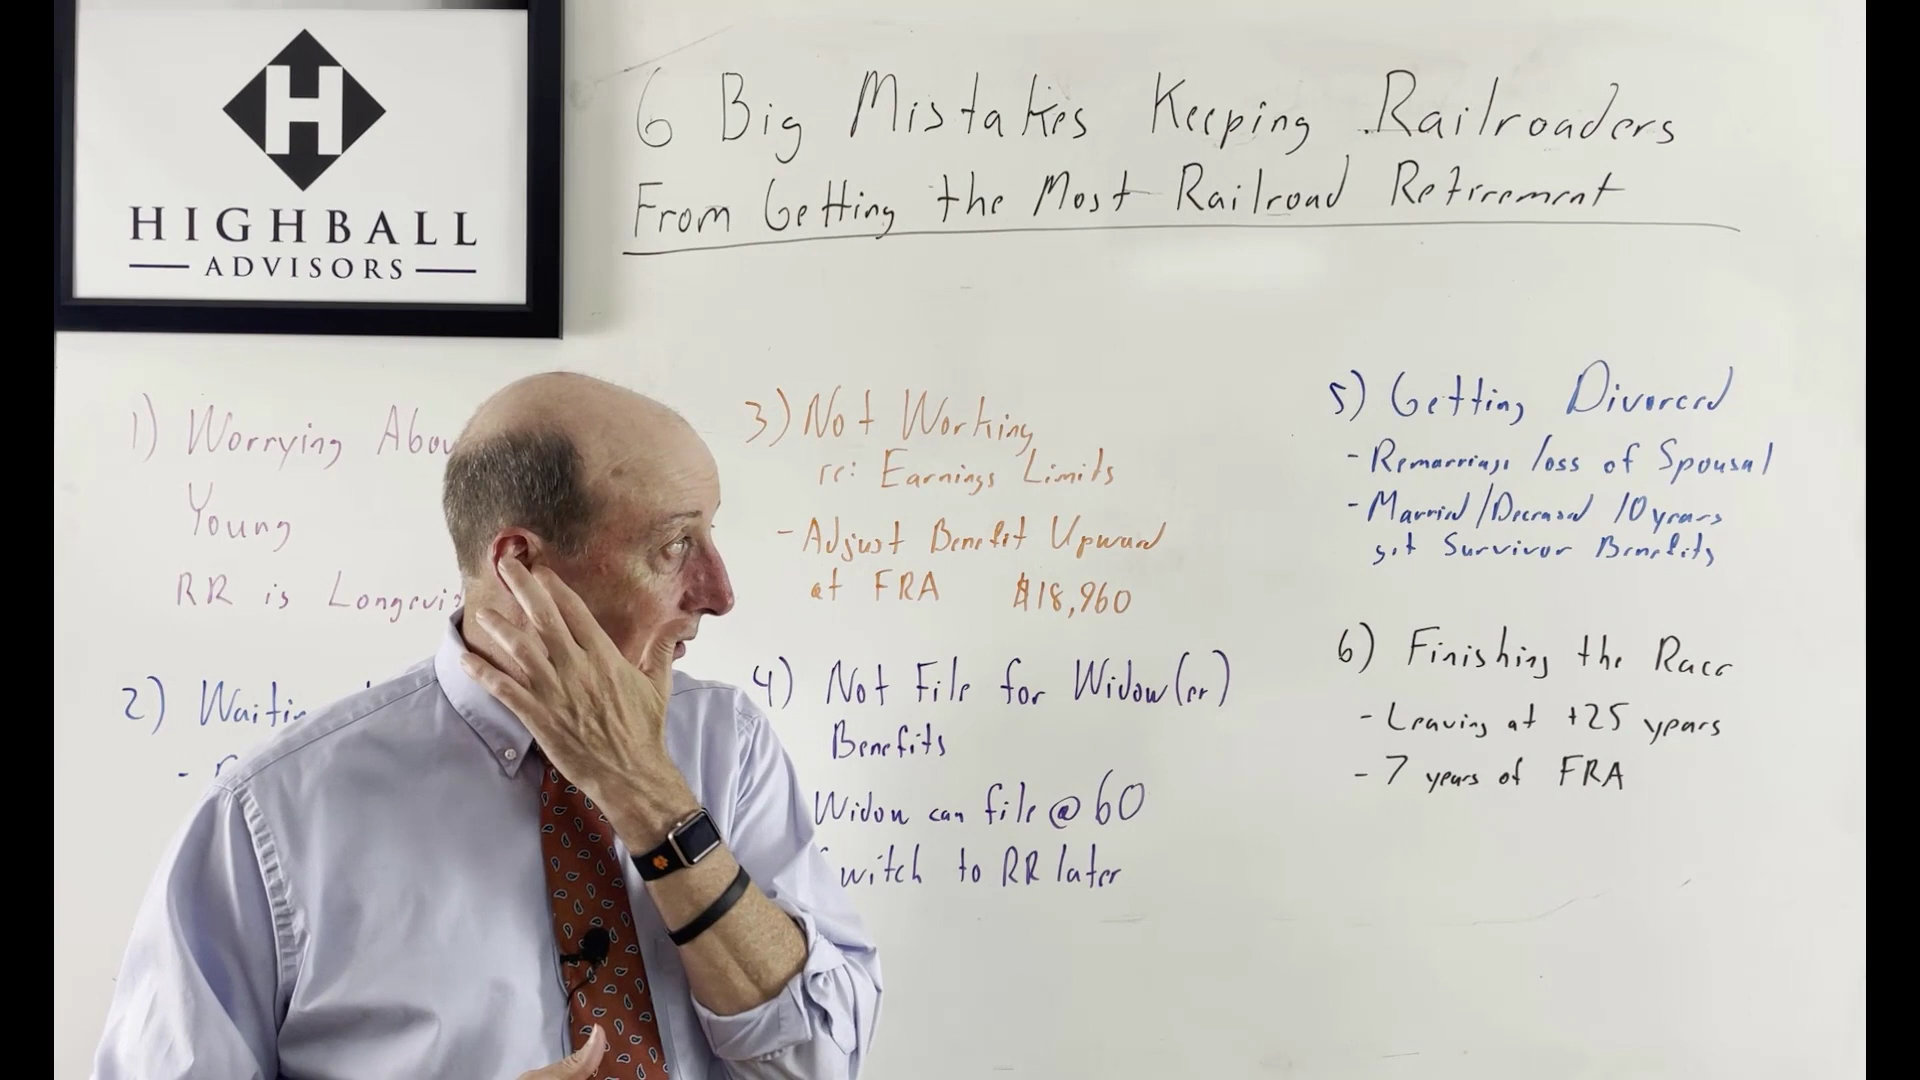 H
HIGHBALL
ADVISORS
6 Big Mistakes Keeping Railroaders
From Getting the Most Railroad Retirement
1) Worrying Abou
Young
RR is Longevi
2) Waitin
3) Not Working
re: Earnings Limits
- Adjust Benefit Upward
at FRA $18,960
4) Not File for Widow(er)
Benefits
Widow can file @ 60
witch to RR later
5) Getting Divorced
- Remarriage loss of Spousal
- Married/Deceased 10 years
get Survivor Benefits
6) Finishing the Race
- Leaving at +25 years
- 7 years of FRA